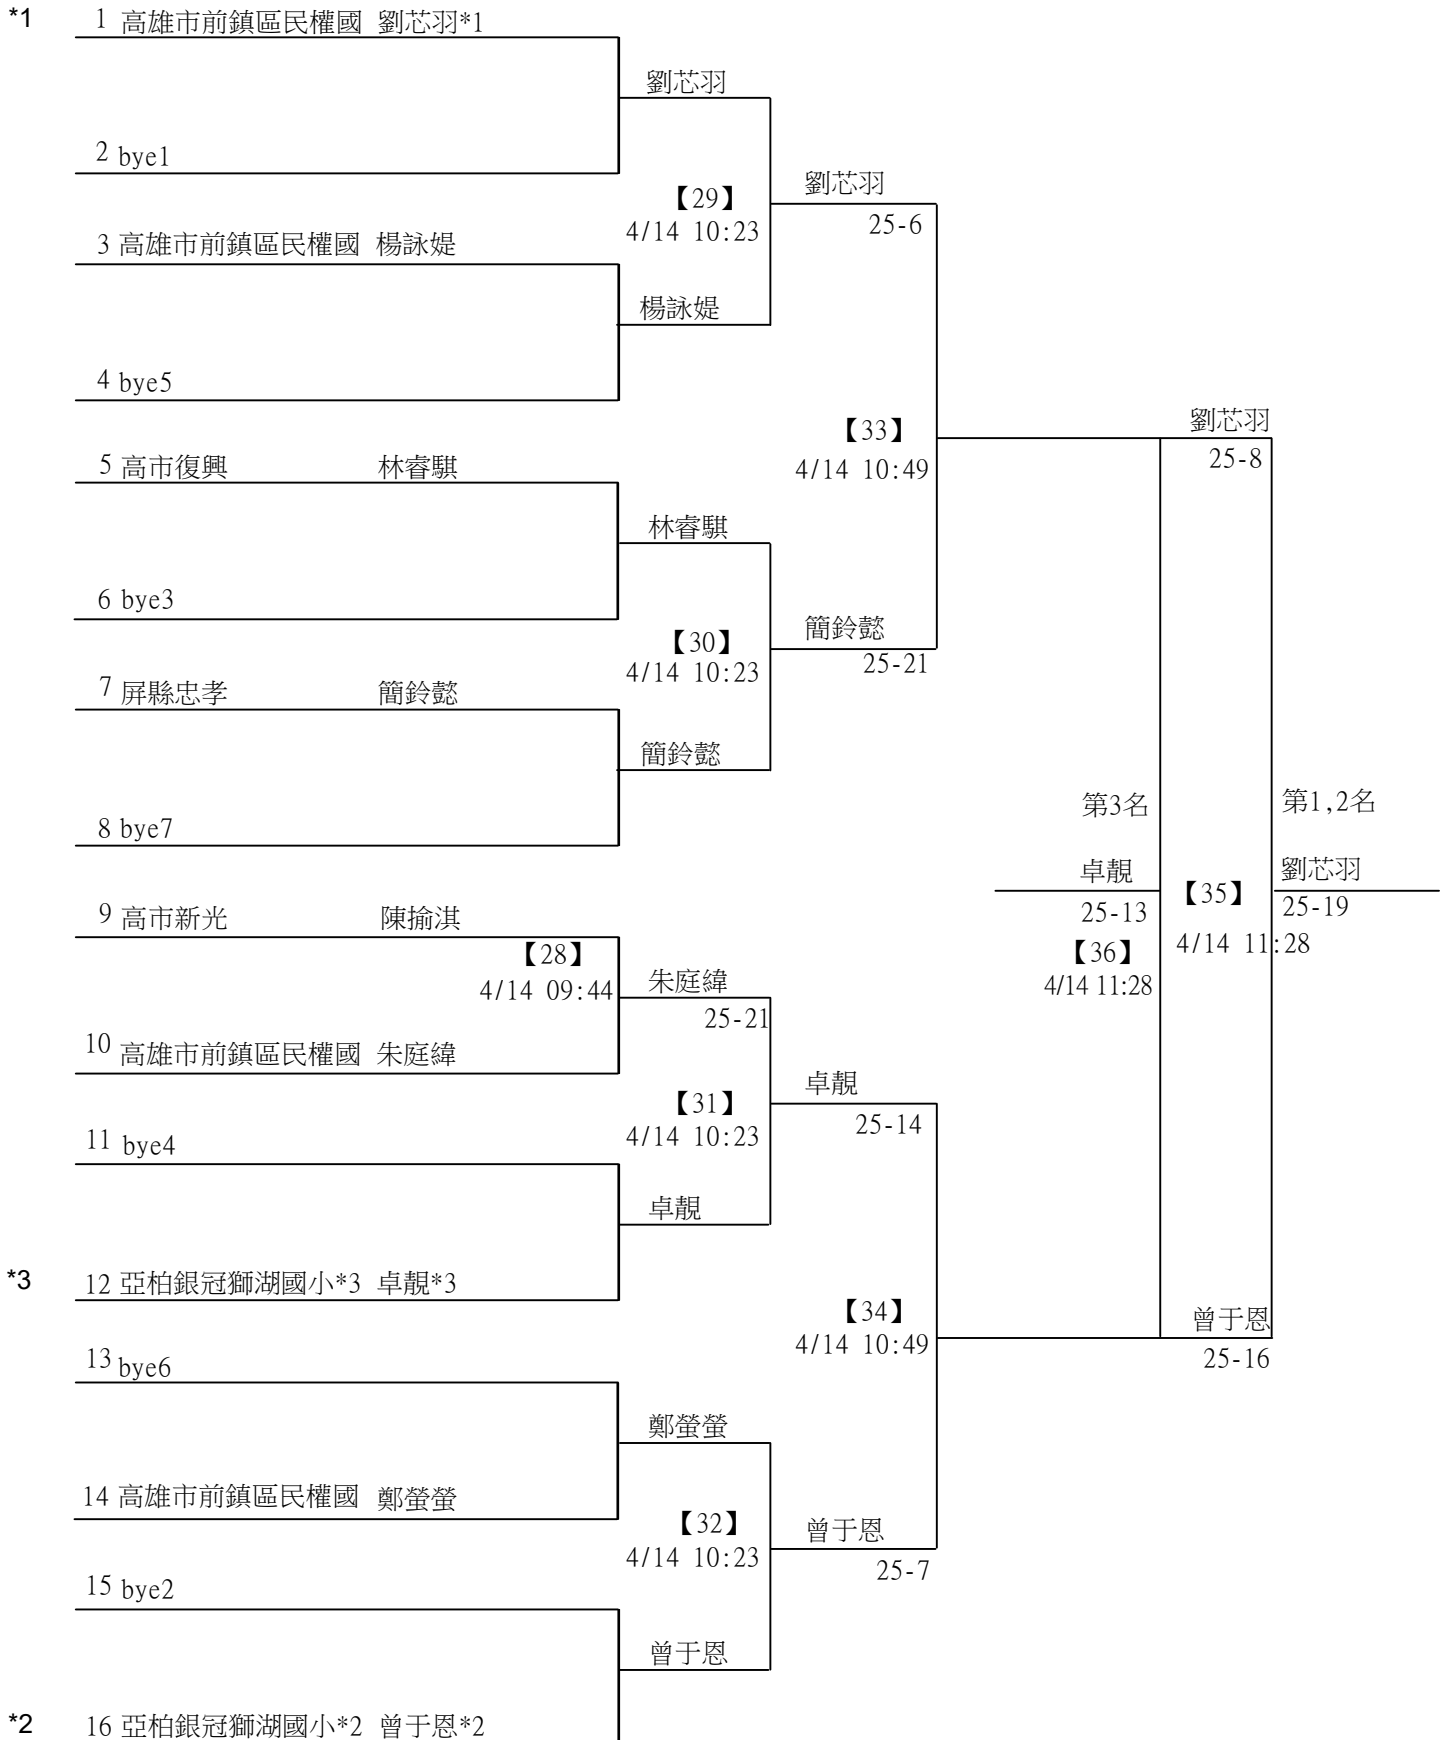 *1 1 高雄市前鎮區民權國 劉芯羽*1
劉芯羽
2 bye1
【29】 劉芯羽
4/14 10:23 25-6
3 高雄市前鎮區民權國 楊詠媞
楊詠媞
4 bye5
【33】 劉芯羽
4/14 10:49 25-8
5 高市復興 林睿騏
林睿騏
6 bye3
【30】 簡鈴懿
4/14 10:23 25-21
7 屏縣忠孝 簡鈴懿
簡鈴懿
8 bye7
第3名 第1,2名
卓靚 【35】 劉芯羽
25-13 4/14 11:28 25-19
【36】
4/14 11:28
9 高市新光 陳揄淇
【28】
4/14 09:44 朱庭緯
25-21
10 高雄市前鎮區民權國 朱庭緯
【31】 卓靚
4/14 10:23 25-14
11 bye4
卓靚
*3 12 亞柏銀冠獅湖國小*3 卓靚*3
【34】 曾于恩
4/14 10:49 25-16
13 bye6
鄭螢螢
14 高雄市前鎮區民權國 鄭螢螢
【32】 曾于恩
4/14 10:23 25-7
15 bye2
曾于恩
*2 16 亞柏銀冠獅湖國小*2 曾于恩*2